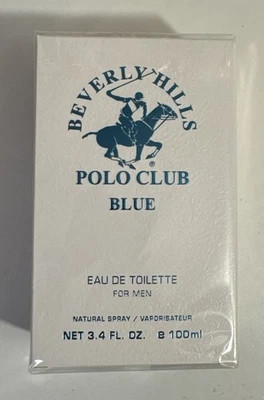 BEVERLY HILLS
®
POLO CLUB
BLUE
EAU DE TOILETTE
FOR MEN
NATURAL SPRAY / VAPORISATEUR
NET 3.4 FL. OZ. e 100ml